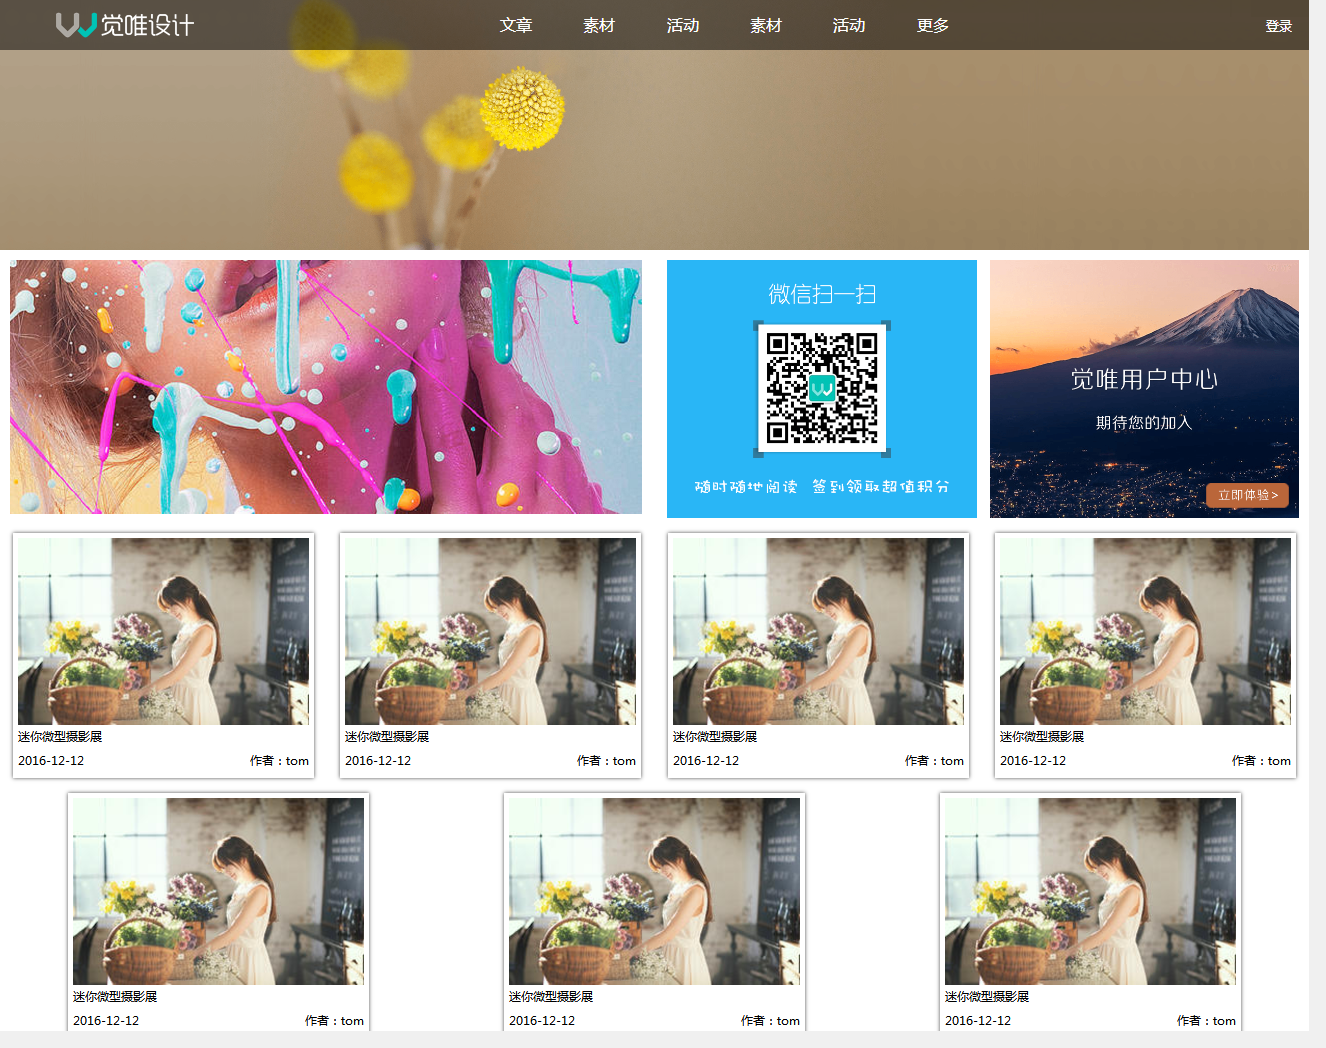 觉唯设计 文章 素材 活动 素材 活动 更多 登录
微信扫一扫
随时随地阅读 签到领取超值积分
觉唯用户中心
期待您的加入
立即体验>
迷你微型摄影展
2016-12-12 作者：tom
迷你微型摄影展
2016-12-12 作者：tom
迷你微型摄影展
2016-12-12 作者：tom
迷你微型摄影展
2016-12-12 作者：tom
迷你微型摄影展
2016-12-12 作者：tom
迷你微型摄影展
2016-12-12 作者：tom
迷你微型摄影展
2016-12-12 作者：tom